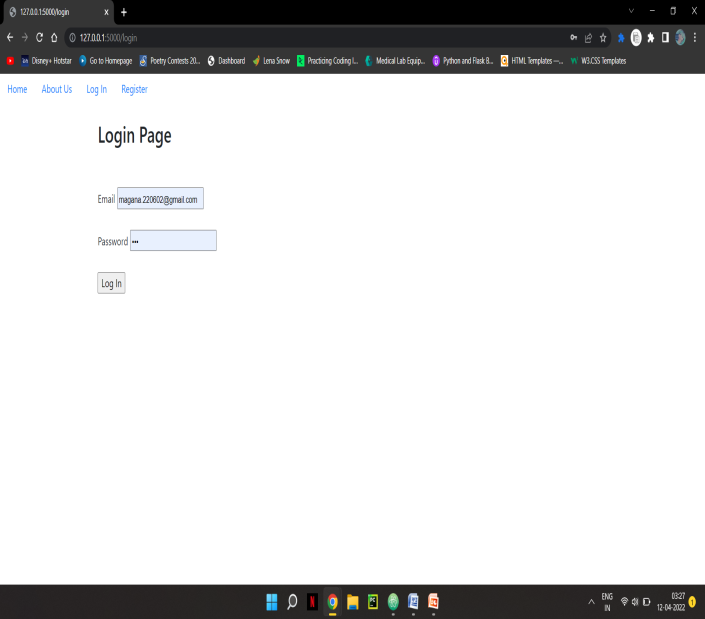 127.0.0.1:5000/login
127.0.0.1:5000/login
Disney+ Hotstar Go to Homepage Poetry Contests 20... Dashboard Lena Snow Practicing Coding I... Medical Lab Equip... Python and Flask B... HTML Templates —... W3.CSS Templates
Home About Us Log In Register
Login Page
Email magana.220602@gmail.com
Password •••
Log In
ENG 03:27
IN 12-04-2022 1